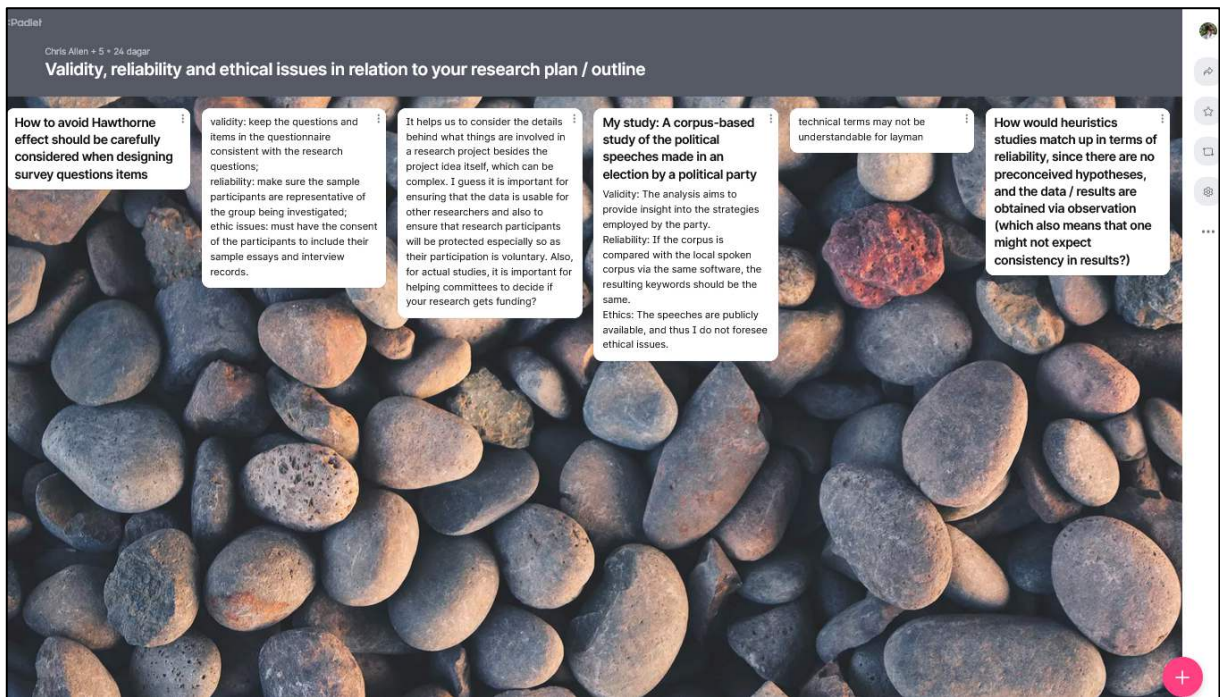 :Padlet
Chris Allen + 5 • 24 dagar
Validity, reliability and ethical issues in relation to your research plan / outline
How to avoid Hawthorne
effect should be carefully
considered when designing
survey questions items
validity: keep the questions and
items in the questionnaire
consistent with the research
questions;
reliability: make sure the sample
participants are representative of
the group being investigated;
ethic issues: must have the consent
of the participants to include their
sample essays and interview
records.
It helps us to consider the details
behind what things are involved in
a research project besides the
project idea itself, which can be
complex. I guess it is important for
ensuring that the data is usable for
other researchers and also to
ensure that research participants
will be protected especially so as
their participation is voluntary. Also,
for actual studies, it is important for
helping committees to decide if
your research gets funding?
My study: A corpus-based
study of the political
speeches made in an
election by a political party
Validity: The analysis aims to
provide insight into the strategies
employed by the party.
Reliability: If the corpus is
compared with the local spoken
corpus via the same software, the
resulting keywords should be the
same.
Ethics: The speeches are publicly
available, and thus I do not foresee
ethical issues.
technical terms may not be
understandable for layman
How would heuristics
studies match up in terms of
reliability, since there are no
preconceived hypotheses,
and the data / results are
obtained via observation
(which also means that one
might not expect
consistency in results?)